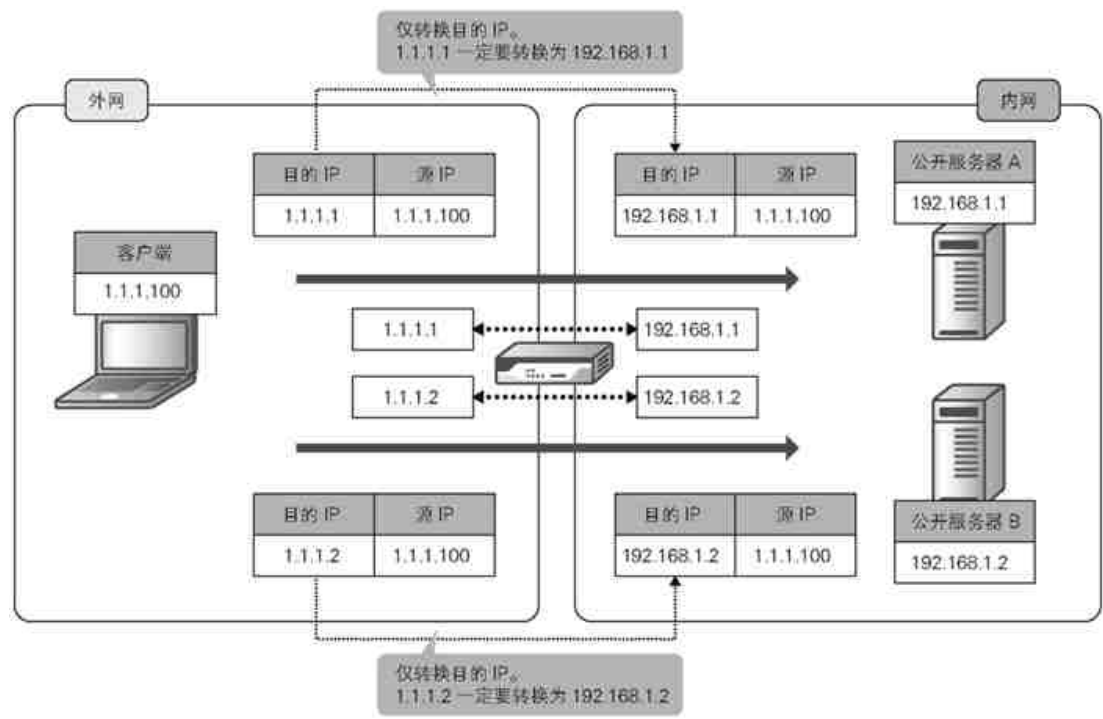 仅转换目的 IP。
1.1.1.1 一定要转换为 192.168.1.1
外网
内网
目的 IP 源 IP
1.1.1.1 1.1.1.100
目的 IP 源 IP
192.168.1.1 1.1.1.100
公开服务器 A
192.168.1.1
客户端
1.1.1.100
1.1.1.1
192.168.1.1
1.1.1.2
192.168.1.2
目的 IP 源 IP
1.1.1.2 1.1.1.100
目的 IP 源 IP
192.168.1.2 1.1.1.100
公开服务器 B
192.168.1.2
仅转换目的 IP。
1.1.1.2 一定要转换为 192.168.1.2